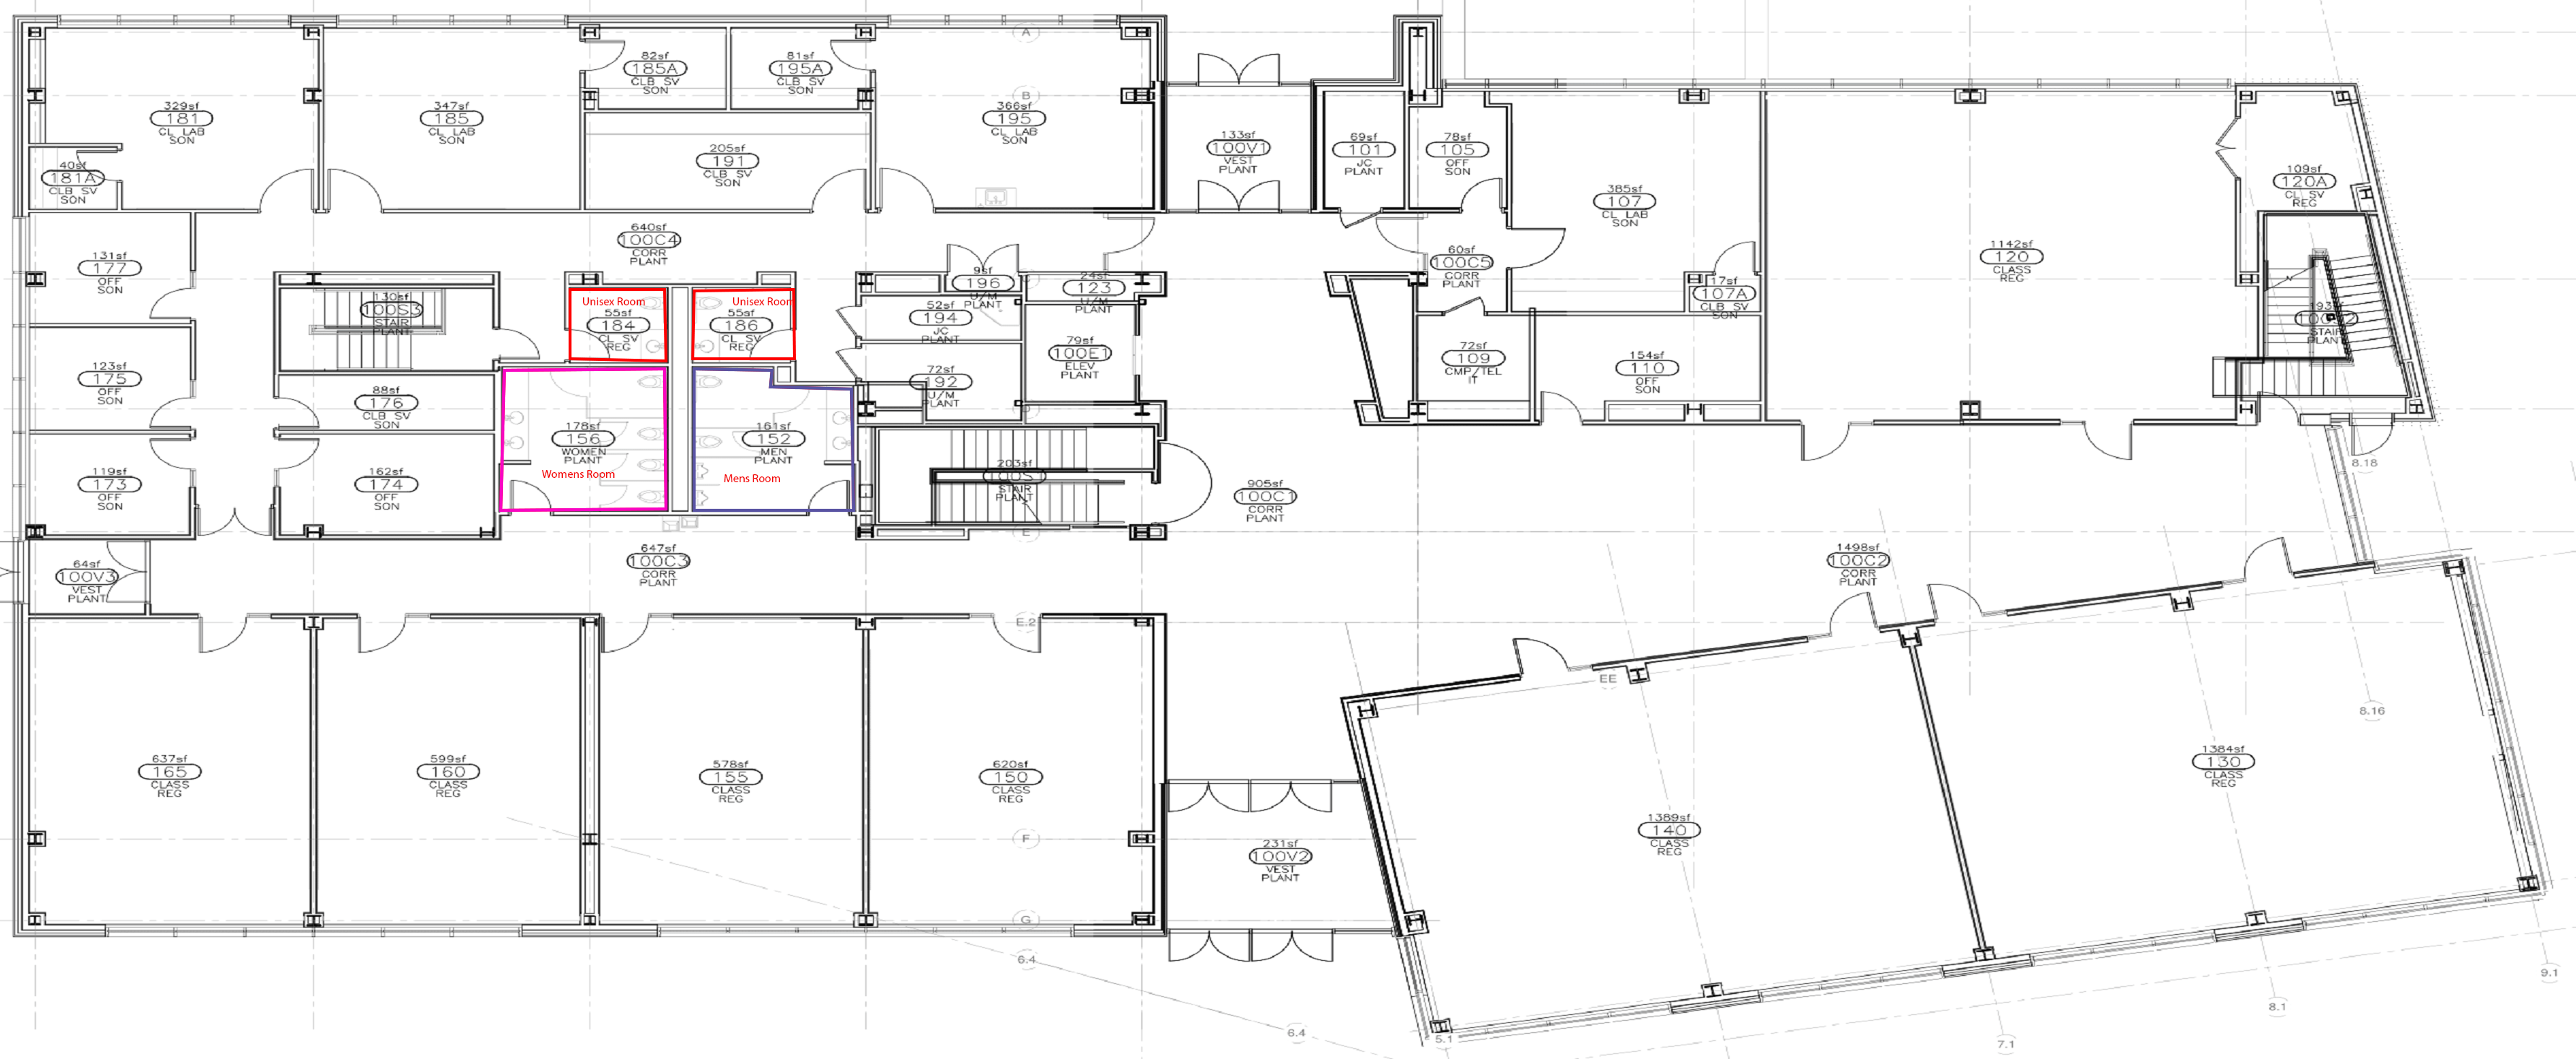 A
82sf
185A
CLB SV
SON
81sf
195A
CLB SV
SON
B
329sf
181
CL LAB
SON
347sf
185
CL LAB
SON
366sf
195
CL LAB
SON
133sf
100V1
VEST
PLANT
69sf
101
JC
PLANT
78sf
105
OFF
SON
40sf
181A
CLB SV
SON
205sf
191
CLB SV
SON
385sf
107
CL LAB
SON
109sf
120A
CL SV
REG
640sf
100C4
CORR
PLANT
131sf
177
OFF
SON
60sf
100C5
CORR
PLANT
1142sf
120
CLASS
REG
9sf
196
U/M
PLANT
24sf
123
U/M
PLANT
17sf
107A
CLB SV
SON
130sf
100S3
STAIR
PLANT
Unisex Room
55sf
184
CL SV
REG
Unisex Room
55sf
186
CL SV
REG
52sf
194
JC
PLANT
STAIR
PLANT
79sf
100E1
ELEV
PLANT
72sf
109
CMP/TEL
IT
154sf
110
OFF
SON
123sf
175
OFF
SON
88sf
176
CLB SV
SON
72sf
192
U/M
PLANT
178sf
156
WOMEN
PLANT
Womens Room
161sf
152
MEN
PLANT
Mens Room
119sf
173
OFF
SON
162sf
174
OFF
SON
203sf
STAIR
PLANT
905sf
100C1
CORR
PLANT
8.18
E
64sf
100V3
VEST
PLANT
647sf
100C3
CORR
PLANT
1498sf
100C2
CORR
PLANT
E.2
EE
8.16
637sf
165
CLASS
REG
599sf
160
CLASS
REG
578sf
155
CLASS
REG
620sf
150
CLASS
REG
1384sf
130
CLASS
REG
1389sf
140
CLASS
REG
F
231sf
100V2
VEST
PLANT
G
6.4
9.1
8.1
6.4
5.1
7.1